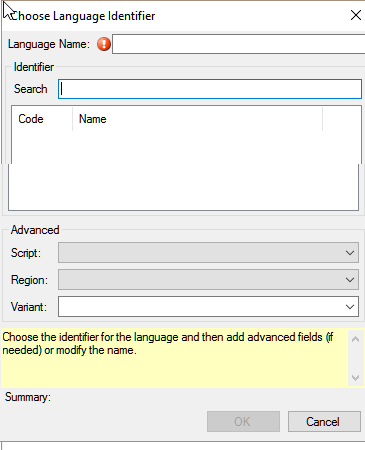 Choose Language Identifier
Language Name:
Identifier
Search
Code Name
Advanced
Script:
Region:
Variant:
Choose the identifier for the language and then add advanced fields (if
needed) or modify the name.
Summary:
OK Cancel